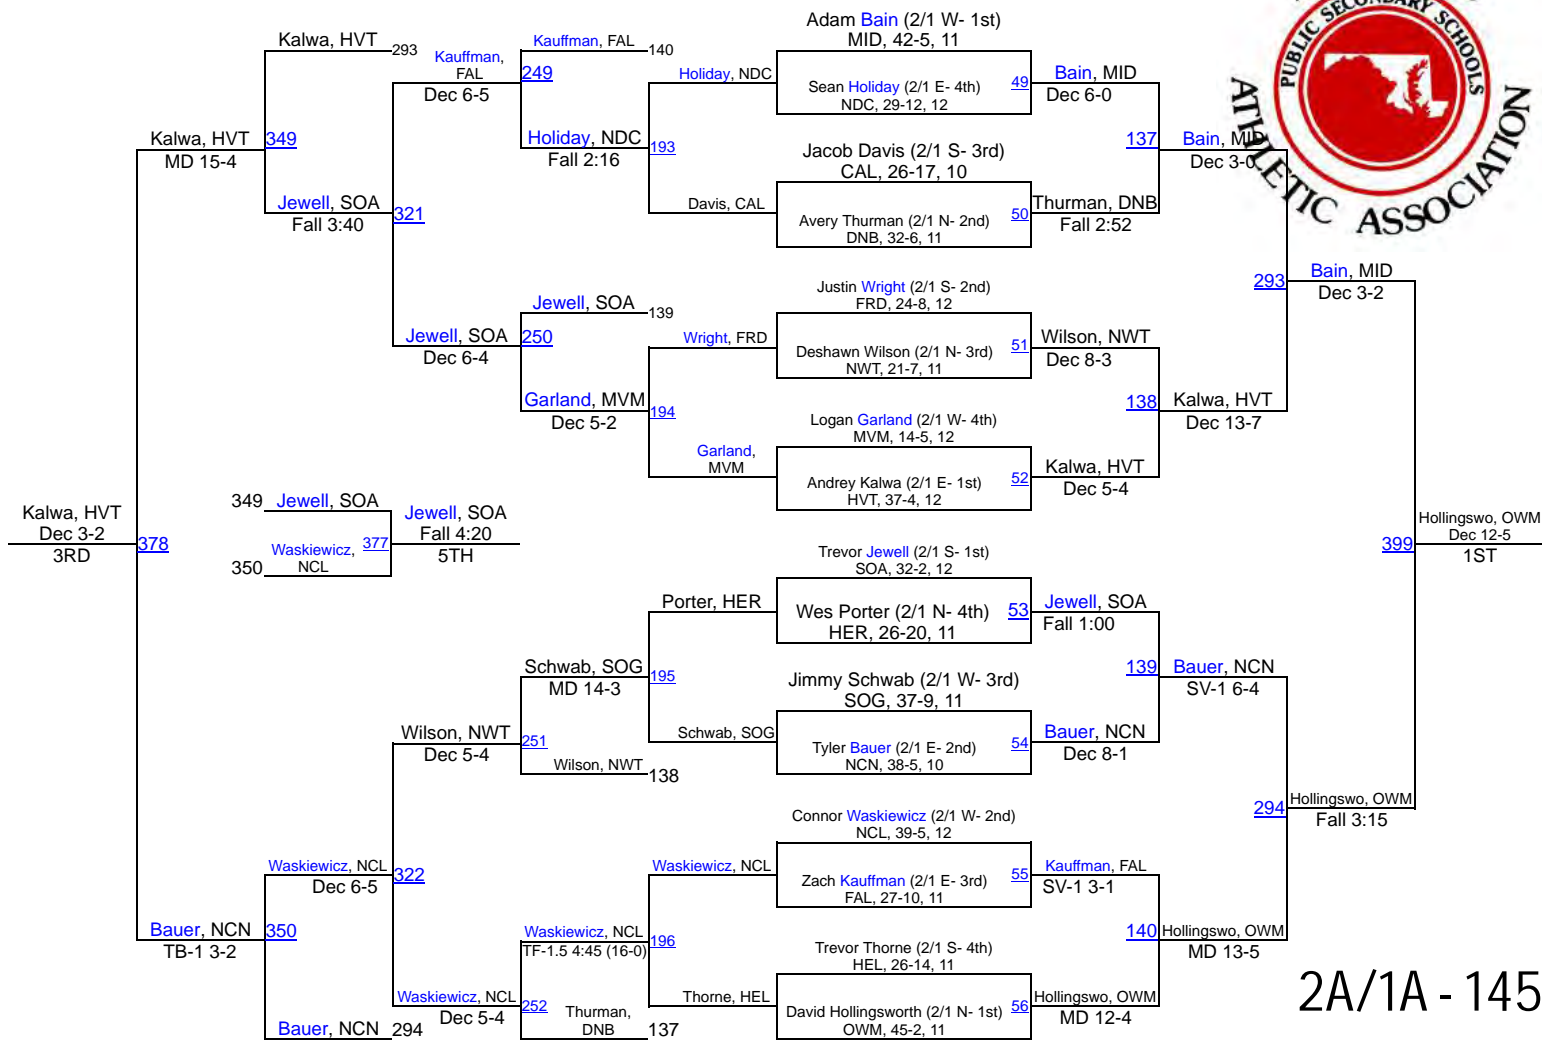 PUBLIC SECONDARY SCHOOLS
ATHLETIC ASSOCIATION
Kalwa, HVT
293
Kalwa, HVT
349
MD 15-4
Jewell, SOA
Fall 3:40
321
Kauffman,
FAL
Dec 6-5
Kauffman, FAL
140
249
Holiday, NDC
Fall 2:16
193
Holiday, NDC
Davis, CAL
Jewell, SOA
Dec 6-4
Jewell, SOA
139
250
Garland, MVM
Dec 5-2
194
Wright, FRD
Garland,
MVM
Adam Bain (2/1 W- 1st)
MID, 42-5, 11
Sean Holiday (2/1 E- 4th)
NDC, 29-12, 12
49
Bain, MID
Dec 6-0
Jacob Davis (2/1 S- 3rd)
CAL, 26-17, 10
Avery Thurman (2/1 N- 2nd)
DNB, 32-6, 11
50
Thurman, DNB
Fall 2:52
137
Bain, MID
Dec 3-0
Justin Wright (2/1 S- 2nd)
FRD, 24-8, 12
Deshawn Wilson (2/1 N- 3rd)
NWT, 21-7, 11
51
Wilson, NWT
Dec 8-3
Logan Garland (2/1 W- 4th)
MVM, 14-5, 12
Andrey Kalwa (2/1 E- 1st)
HVT, 37-4, 12
52
Kalwa, HVT
Dec 5-4
138
Kalwa, HVT
Dec 13-7
293
Bain, MID
Dec 3-2
Kalwa, HVT
Dec 3-2
3RD
378
349
Jewell, SOA
350
Waskiewicz,
NCL
377
Jewell, SOA
Fall 4:20
5TH
399
Hollingswo, OWM
Dec 12-5
1ST
Trevor Jewell (2/1 S- 1st)
SOA, 32-2, 12
Wes Porter (2/1 N- 4th)
HER, 26-20, 11
53
Jewell, SOA
Fall 1:00
Jimmy Schwab (2/1 W- 3rd)
SOG, 37-9, 11
Tyler Bauer (2/1 E- 2nd)
NCN, 38-5, 10
54
Bauer, NCN
Dec 8-1
139
Bauer, NCN
SV-1 6-4
Porter, HER
Schwab, SOG
195
Schwab, SOG
MD 14-3
Wilson, NWT
138
251
Wilson, NWT
Dec 5-4
Connor Waskiewicz (2/1 W- 2nd)
NCL, 39-5, 12
Zach Kauffman (2/1 E- 3rd)
FAL, 27-10, 11
55
Kauffman, FAL
SV-1 3-1
Trevor Thorne (2/1 S- 4th)
HEL, 26-14, 11
David Hollingsworth (2/1 N- 1st)
OWM, 45-2, 11
56
Hollingswo, OWM
MD 12-4
140
Hollingswo, OWM
MD 13-5
294
Hollingswo, OWM
Fall 3:15
Waskiewicz, NCL
Thorne, HEL
196
Waskiewicz, NCL
TF-1.5 4:45 (16-0)
Thurman,
DNB
137
252
Waskiewicz, NCL
Dec 5-4
322
Waskiewicz, NCL
Dec 6-5
Bauer, NCN
294
350
Bauer, NCN
TB-1 3-2
2A/1A - 145